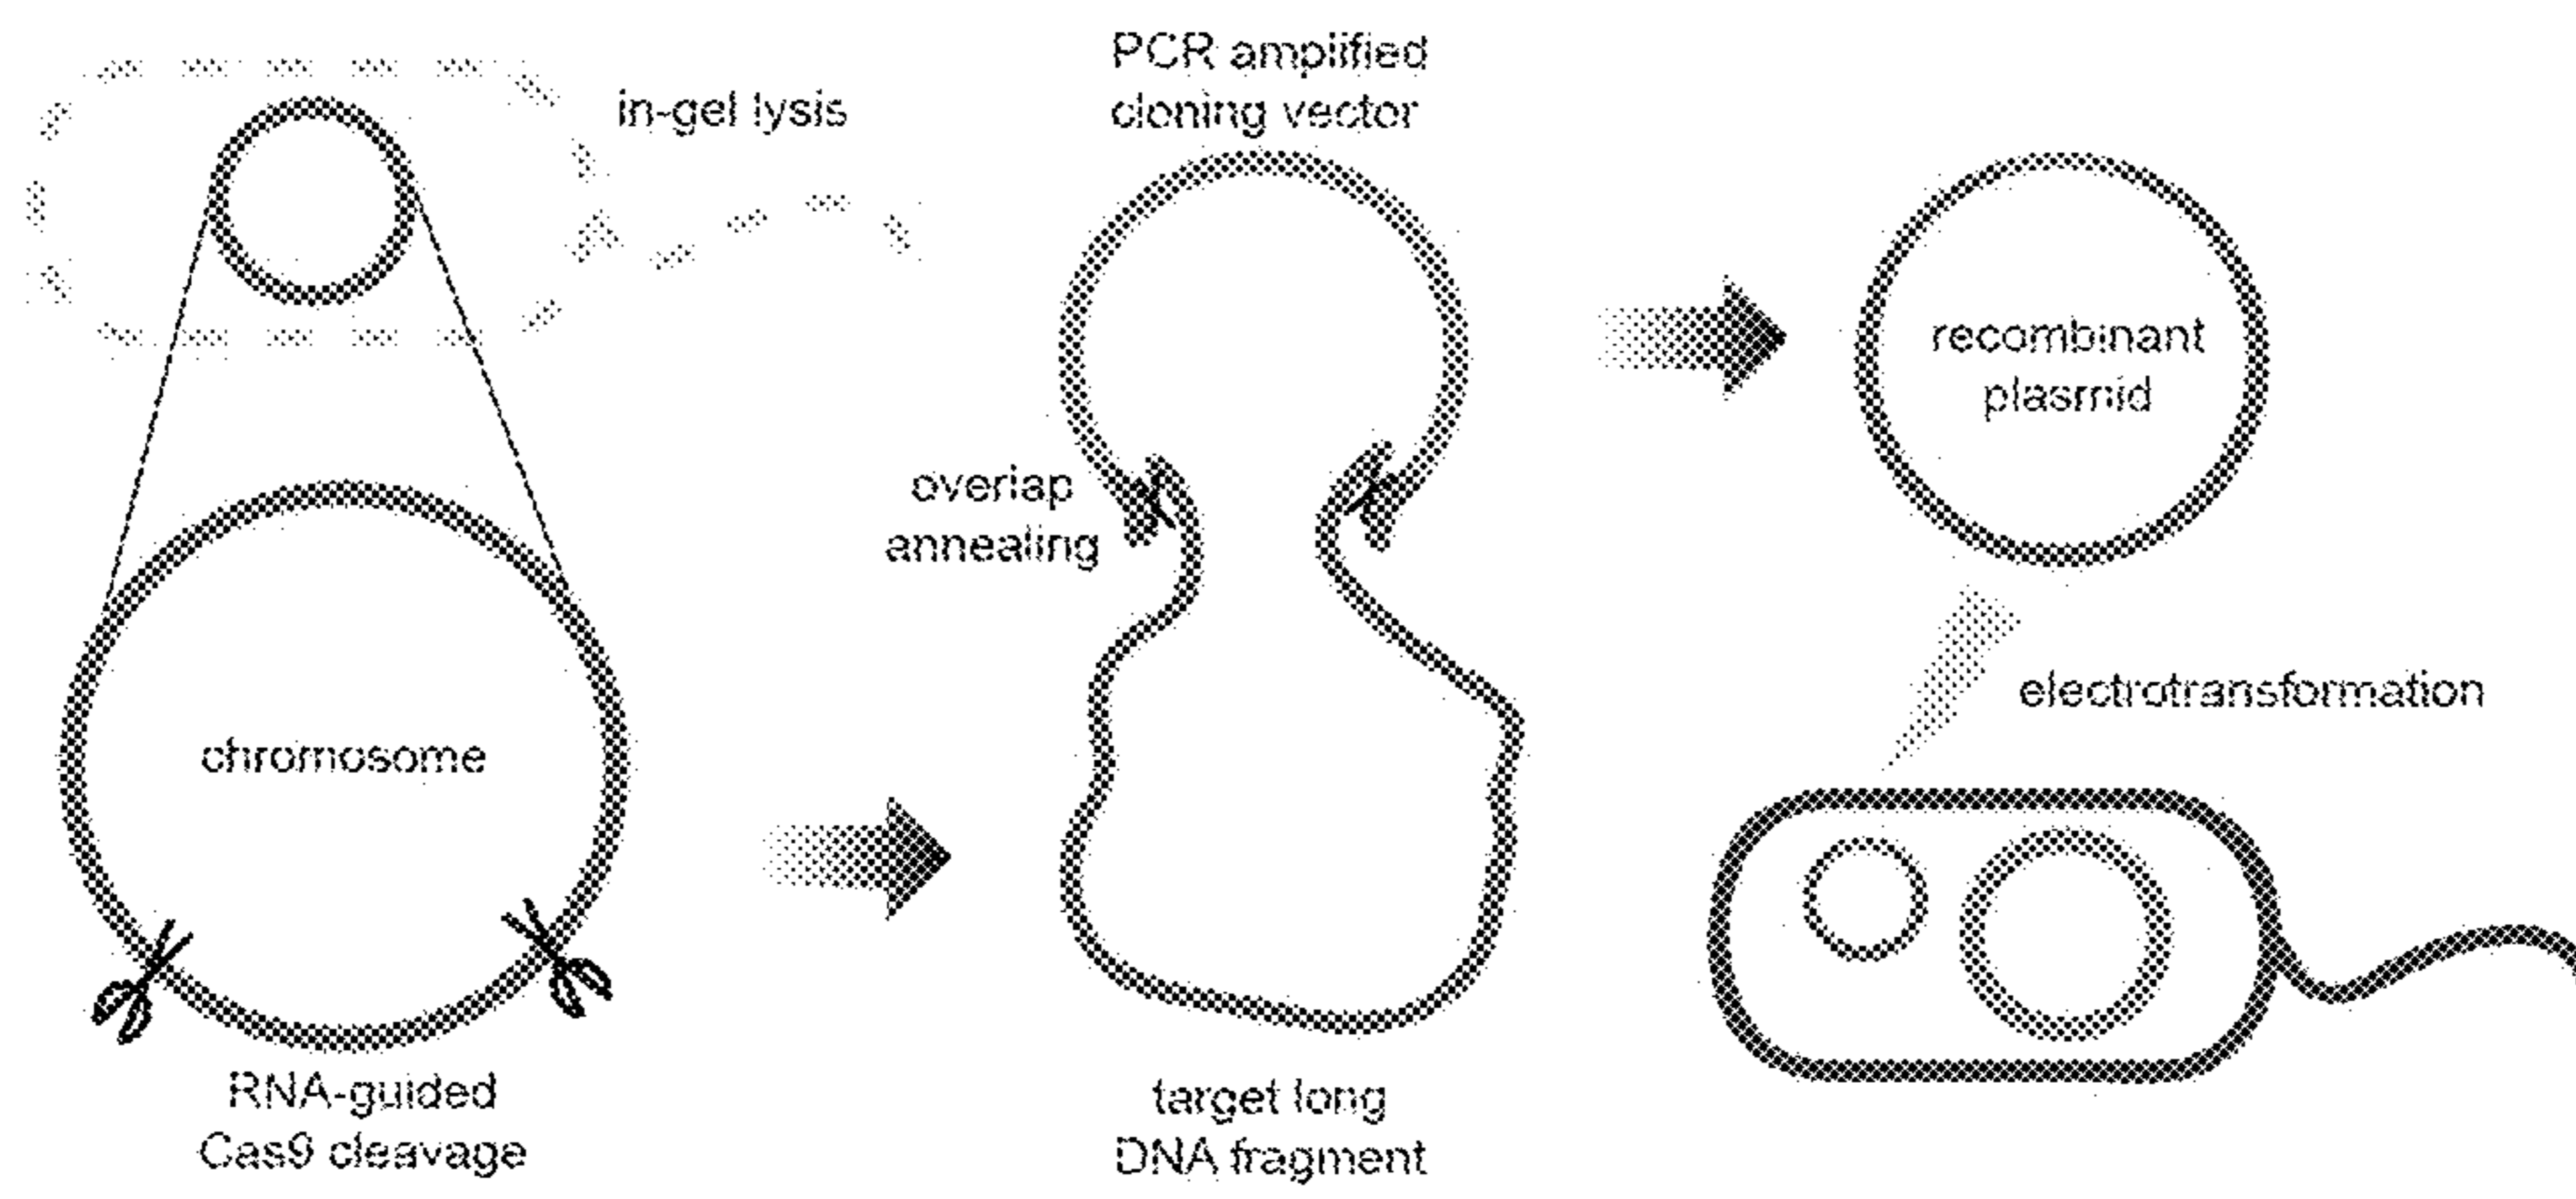 in-gel lysis
chromosome
RNA-guided
Cas9 cleavage
PCR amplified
cloning vector
overlap
annealing
target long
DNA fragment
recombinant
plasmid
electrotransformation